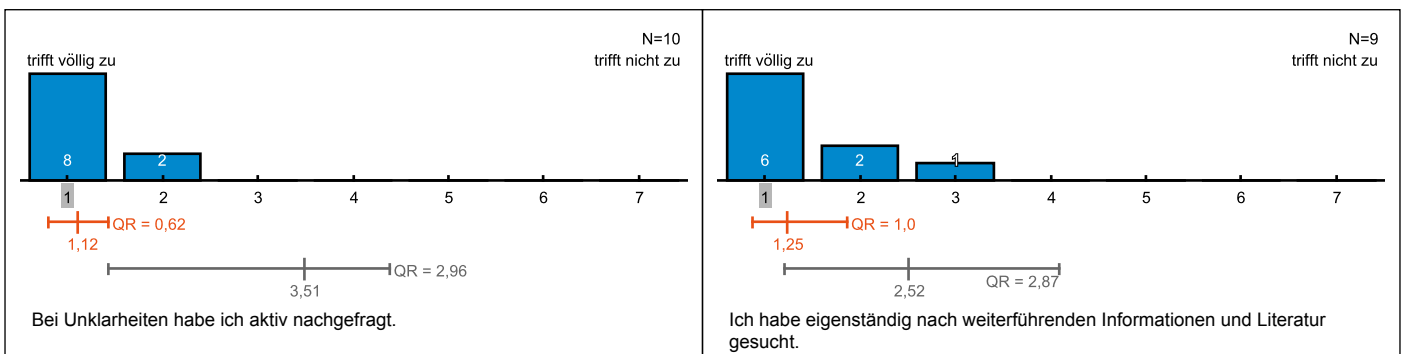 N=10
trifft völlig zu
trifft nicht zu
8
2
1 2 3 4 5 6 7
QR = 0,62
1,12
QR = 2,96
3,51
Bei Unklarheiten habe ich aktiv nachgefragt.
N=9
trifft völlig zu
trifft nicht zu
6
2
1
1 2 3 4 5 6 7
QR = 1,0
1,25
QR = 2,87
2,52
Ich habe eigenständig nach weiterführenden Informationen und Literatur
gesucht.